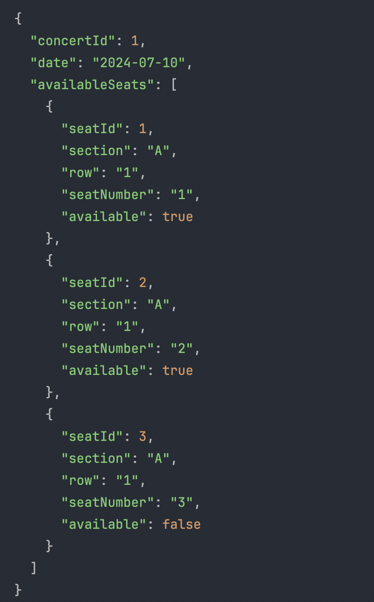 {
  "concertId": 1,
  "date": "2024-07-10",
  "availableSeats": [
    {
      "seatId": 1,
      "section": "A",
      "row": "1",
      "seatNumber": "1",
      "available": true
    },
    {
      "seatId": 2,
      "section": "A",
      "row": "1",
      "seatNumber": "2",
      "available": true
    },
    {
      "seatId": 3,
      "section": "A",
      "row": "1",
      "seatNumber": "3",
      "available": false
    }
  ]
}